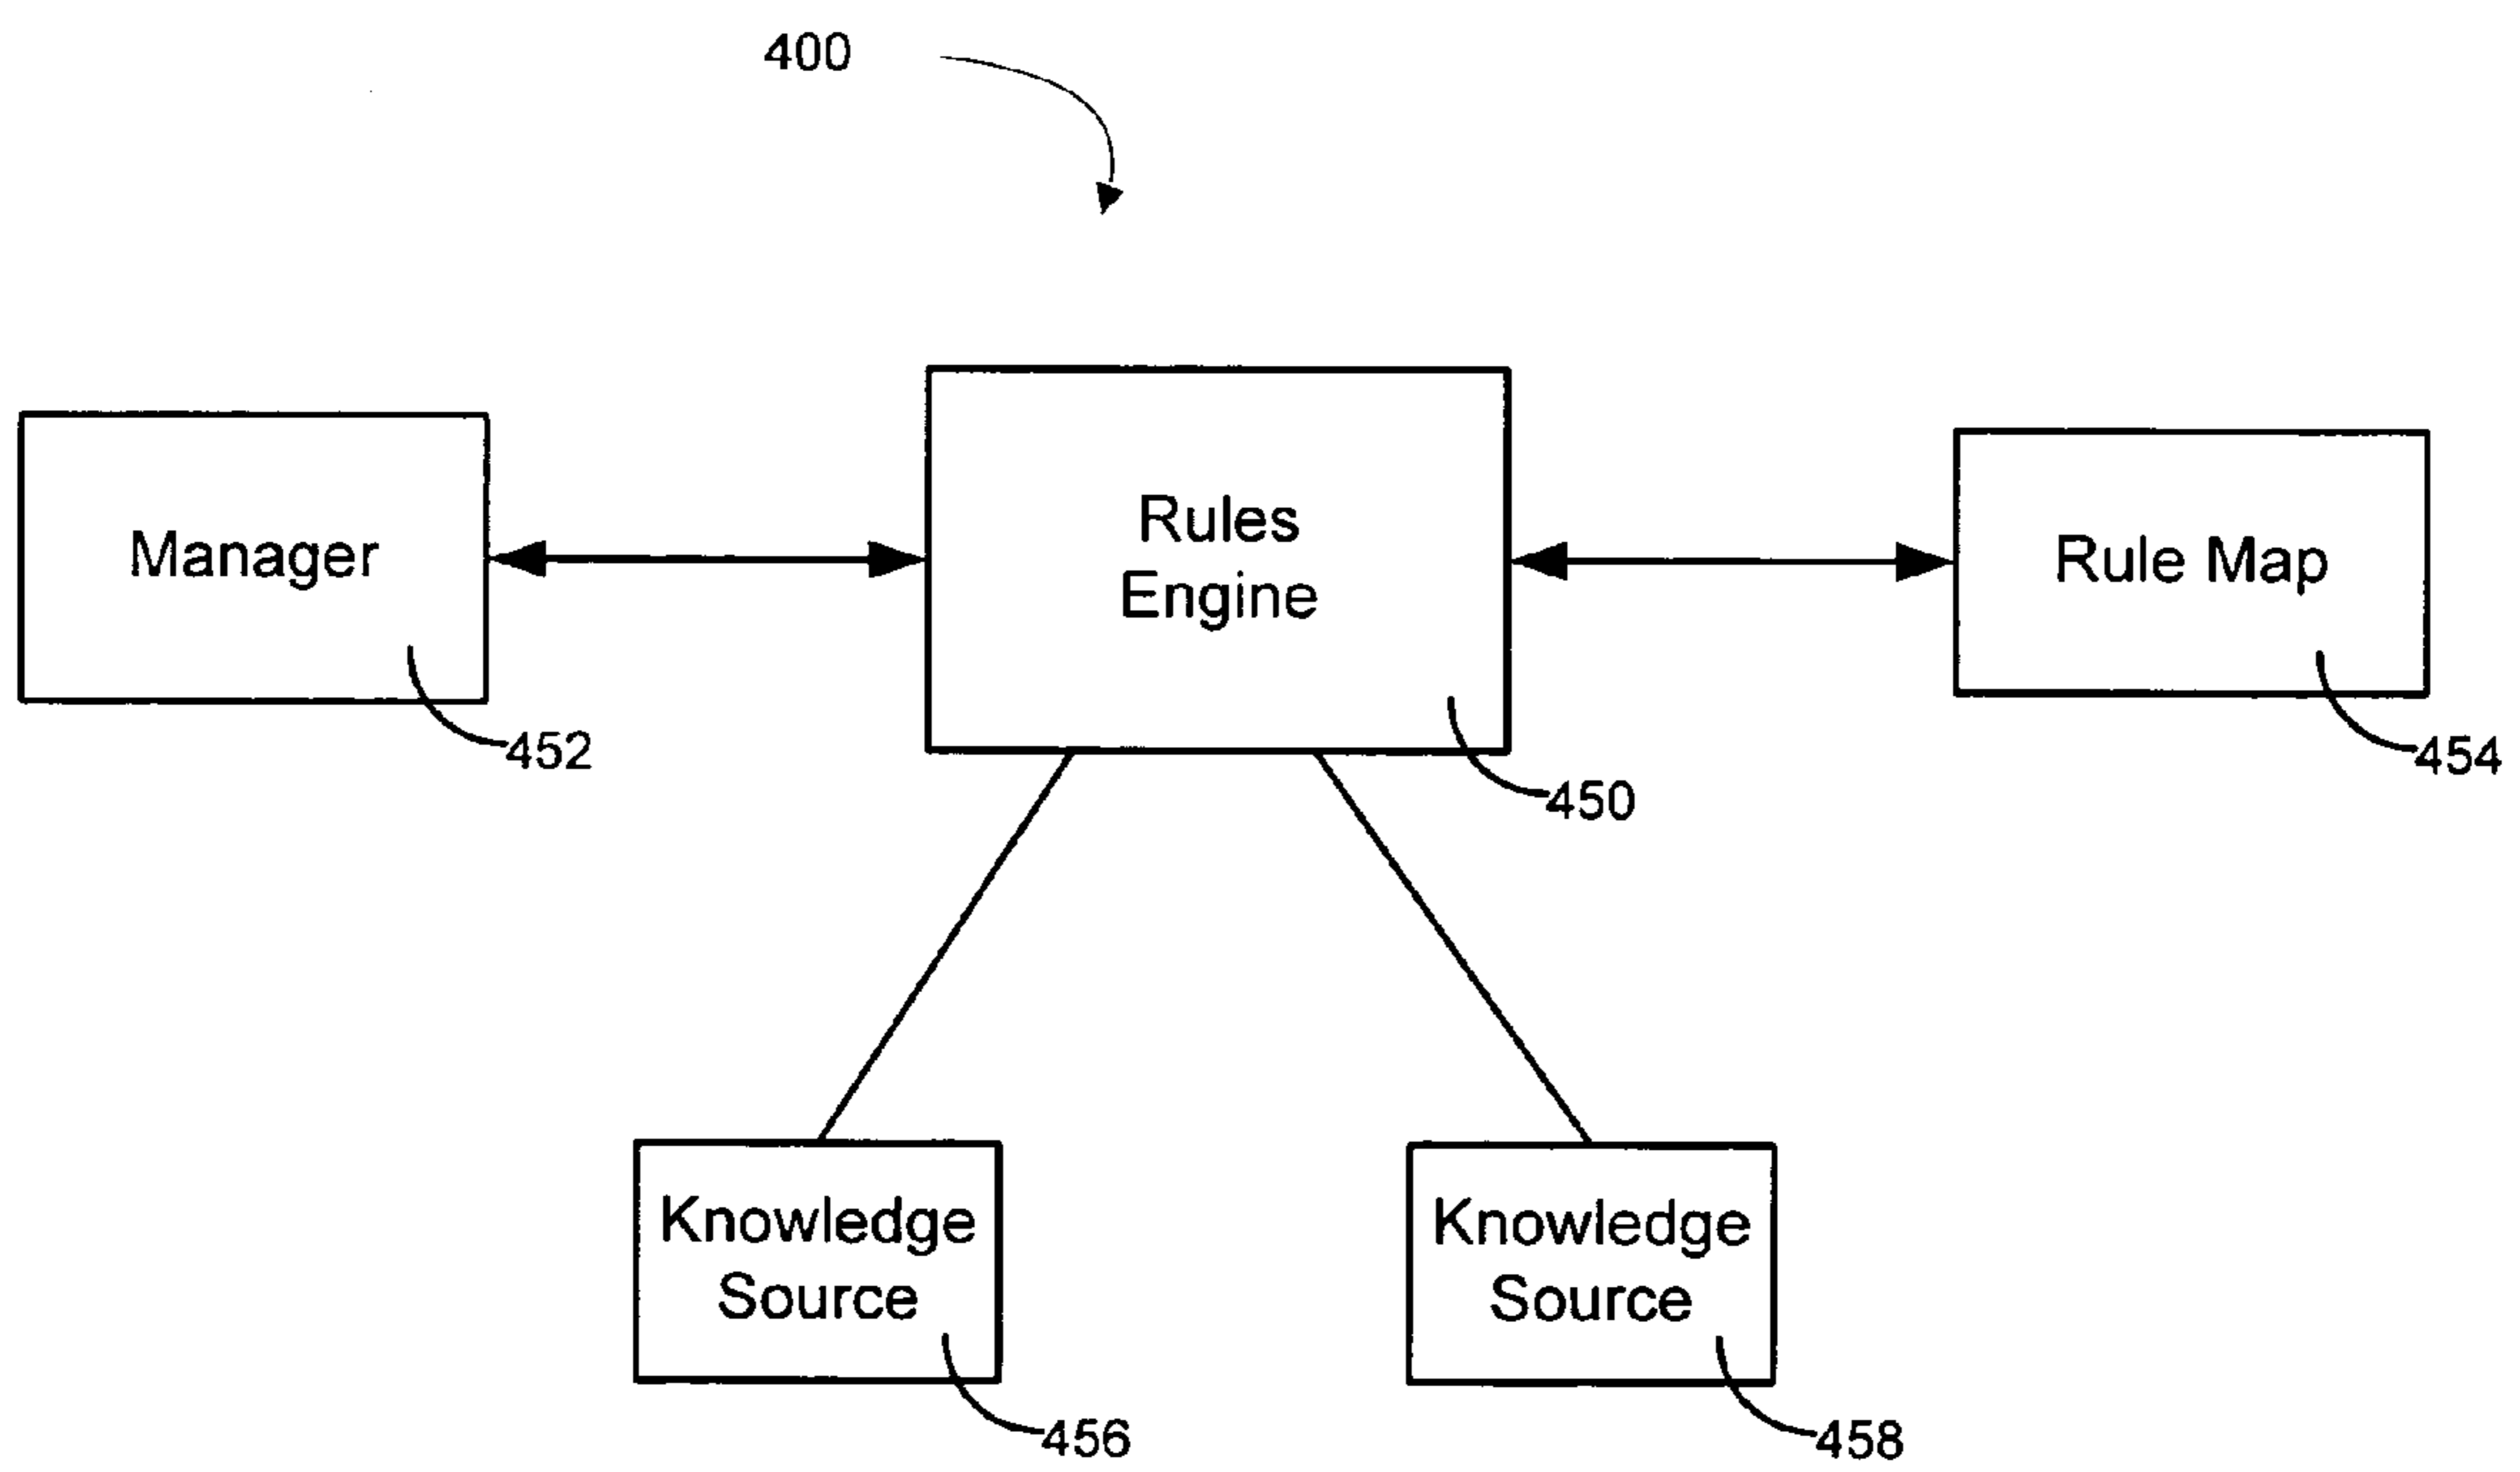 400
Manager
Rules
Engine
Rule Map
452
450
454
Knowledge
Source
Knowledge
Source
456
458